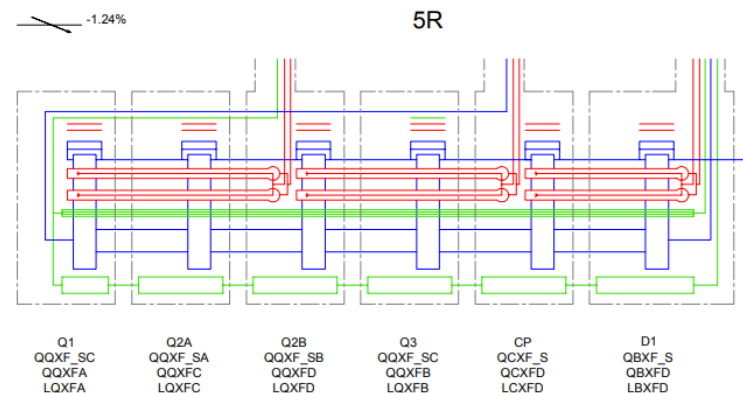 -1.24%
5R
Q1 Q2A Q2B Q3 CP D1
QQXF_SC QQXF_SA QQXF_SB QQXF_SC QCXF_S QBXF_S
QQXFA QQXFC QQXFD QQXFB QCXFD QBXFD
LQXFA LQXFC LQXFD LQXFB LCXFD LBXFD